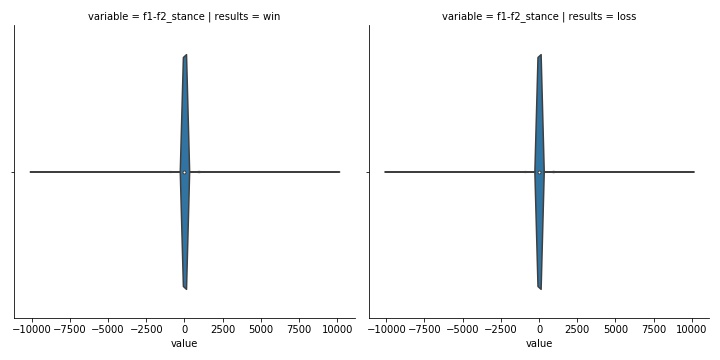 variable = f1-f2_stance | results = win
variable = f1-f2_stance | results = loss
−10000 −7500 −5000 −2500 0 2500 5000 7500 10000
−10000 −7500 −5000 −2500 0 2500 5000 7500 10000
value
value